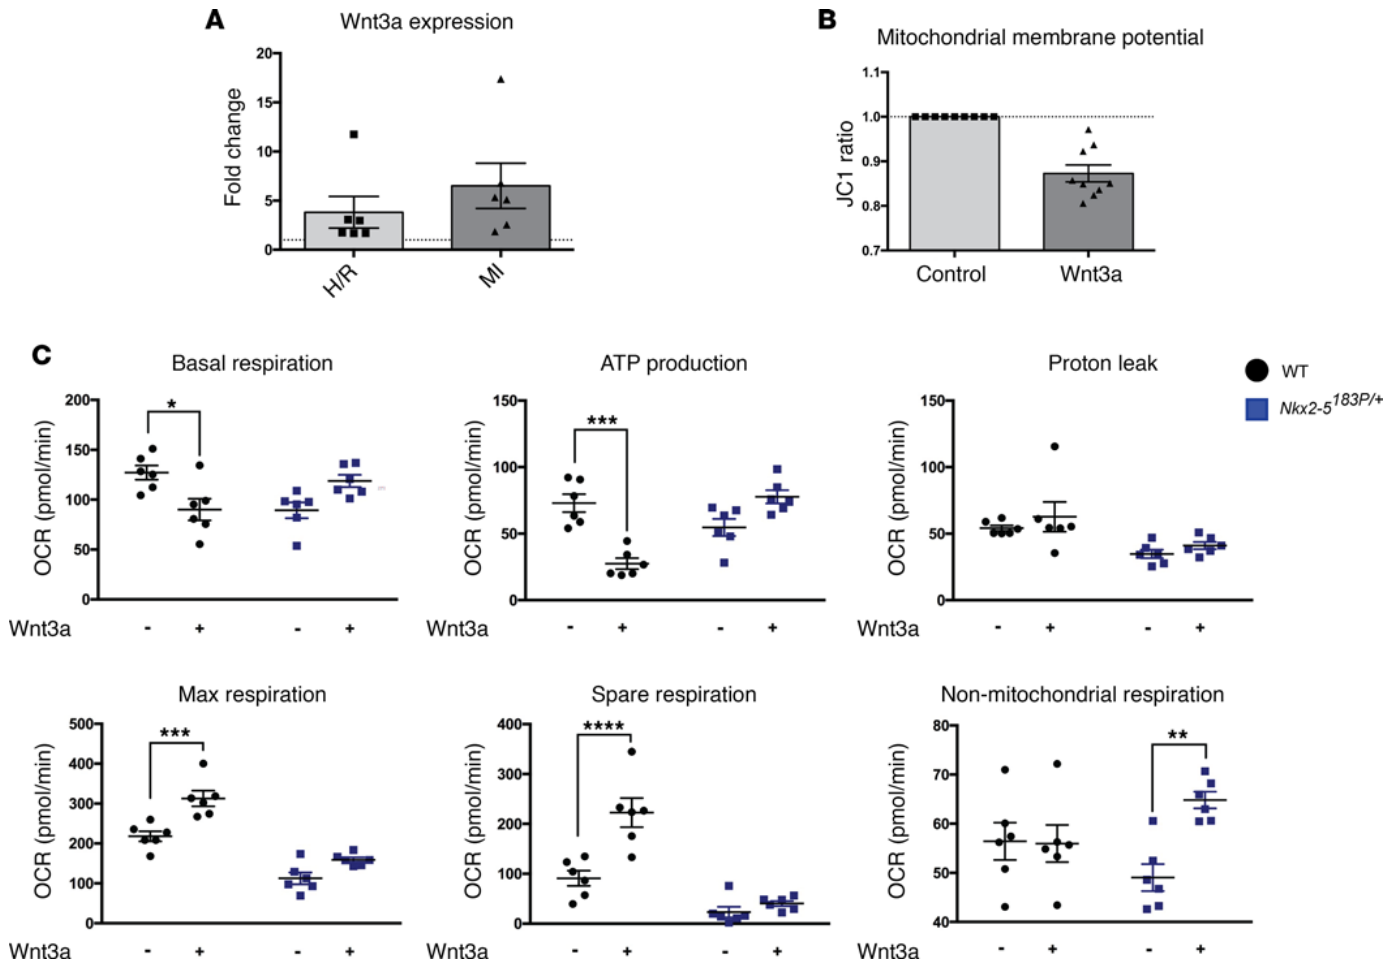 A
Wnt3a expression
Fold change
20
15
10
5
0
H/R
MI
B
Mitochondrial membrane potential
JC1 ratio
1.1
1.0
0.9
0.8
0.7
Control
Wnt3a
C
Basal respiration
OCR (pmol/min)
200
150
100
50
0
*
Wnt3a - + - +
ATP production
OCR (pmol/min)
150
100
50
0
***
Wnt3a - + - +
Proton leak
OCR (pmol/min)
150
100
50
0
Wnt3a - + - +
WT
Nkx2-5183P/+
Max respiration
OCR (pmol/min)
500
400
300
200
100
0
***
Wnt3a - + - +
Spare respiration
OCR (pmol/min)
400
300
200
100
0
****
Wnt3a - + - +
Non-mitochondrial respiration
OCR (pmol/min)
80
70
60
50
40
**
Wnt3a - + - +